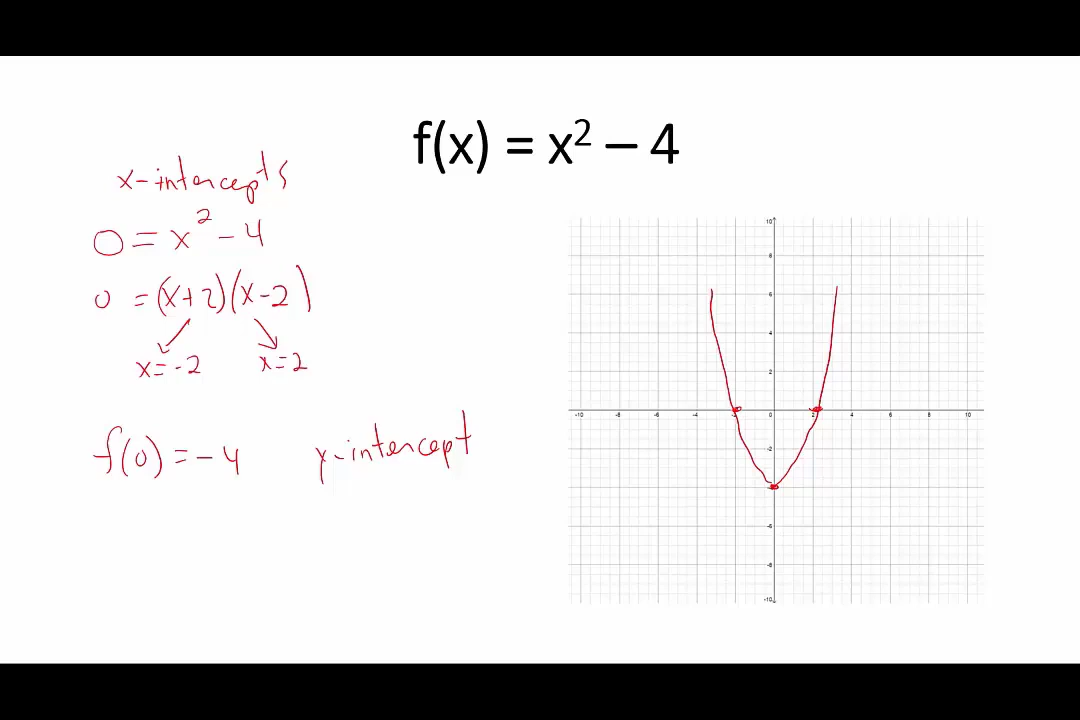 f(x) = x² – 4
x-intercepts
0 = x² - 4
0 = (x+2)(x-2)
x=-2 x=2
f(0) = -4 y-intercept
10
8
6
4
2
-10 -8 -6 -4 -2 0 2 4 6 8 10
-2
-4
-6
-8
-10